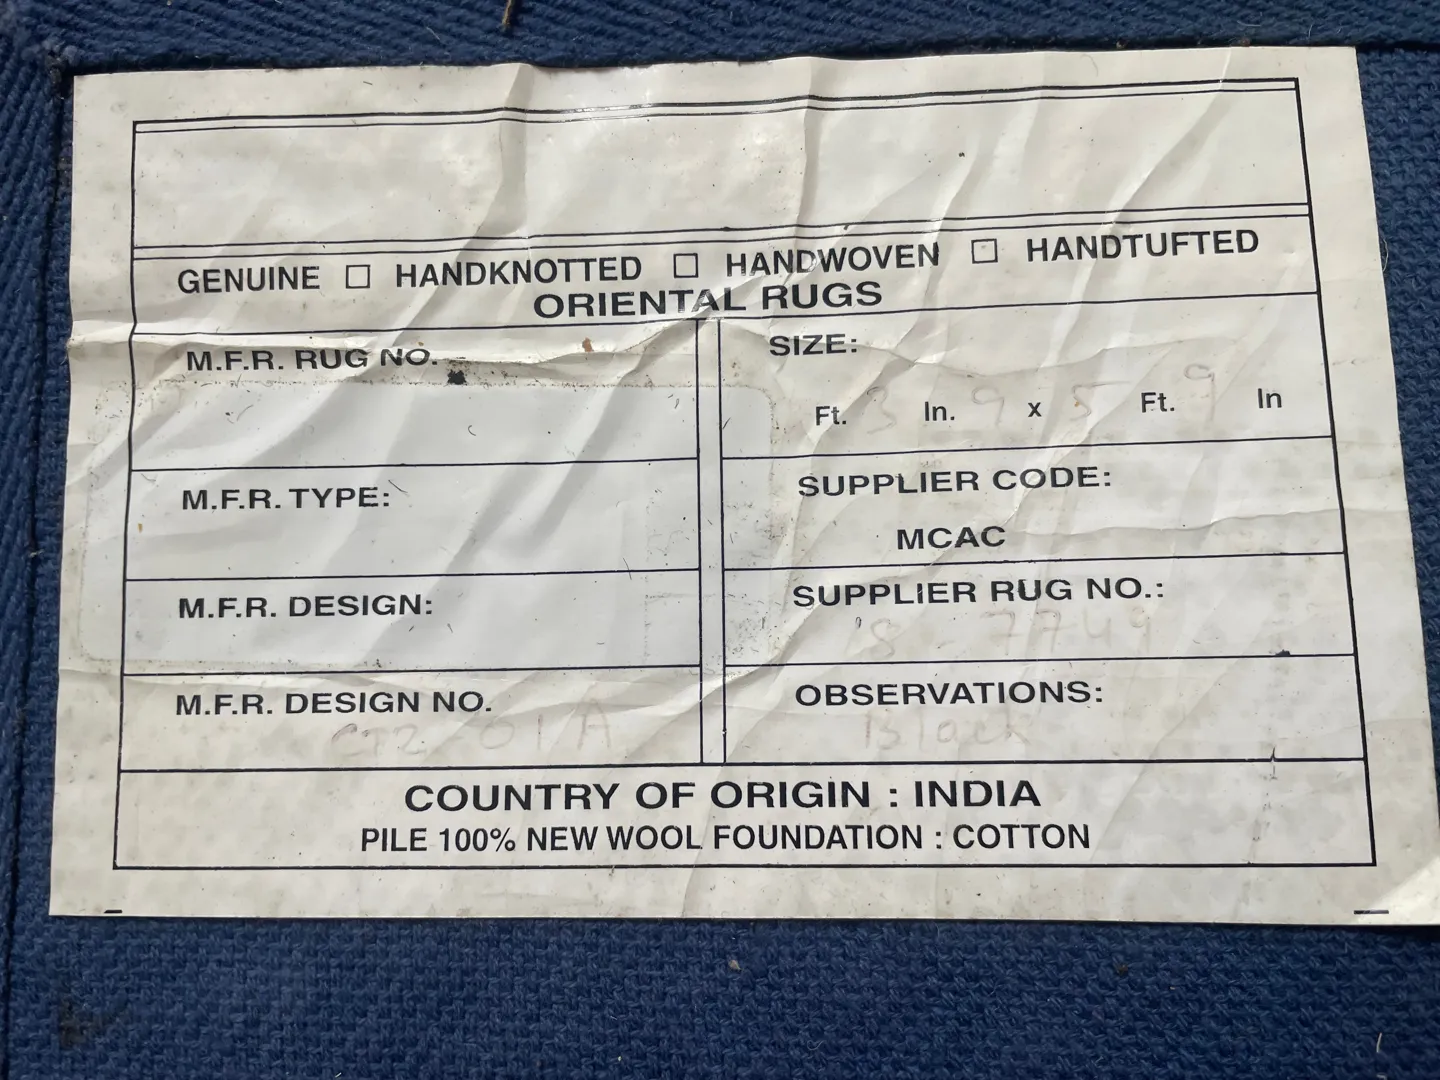 GENUINE □ HANDKNOTTED □ HANDWOVEN □ HANDTUFTED
ORIENTAL RUGS
M.F.R. RUG NO.
SIZE:
Ft. 3 In. 9 x 5 Ft. 9 In
M.F.R. TYPE:
SUPPLIER CODE:
MCAC
M.F.R. DESIGN:
SUPPLIER RUG NO.:
M.F.R. DESIGN NO.
OBSERVATIONS:
Black
COUNTRY OF ORIGIN : INDIA
PILE 100% NEW WOOL FOUNDATION : COTTON